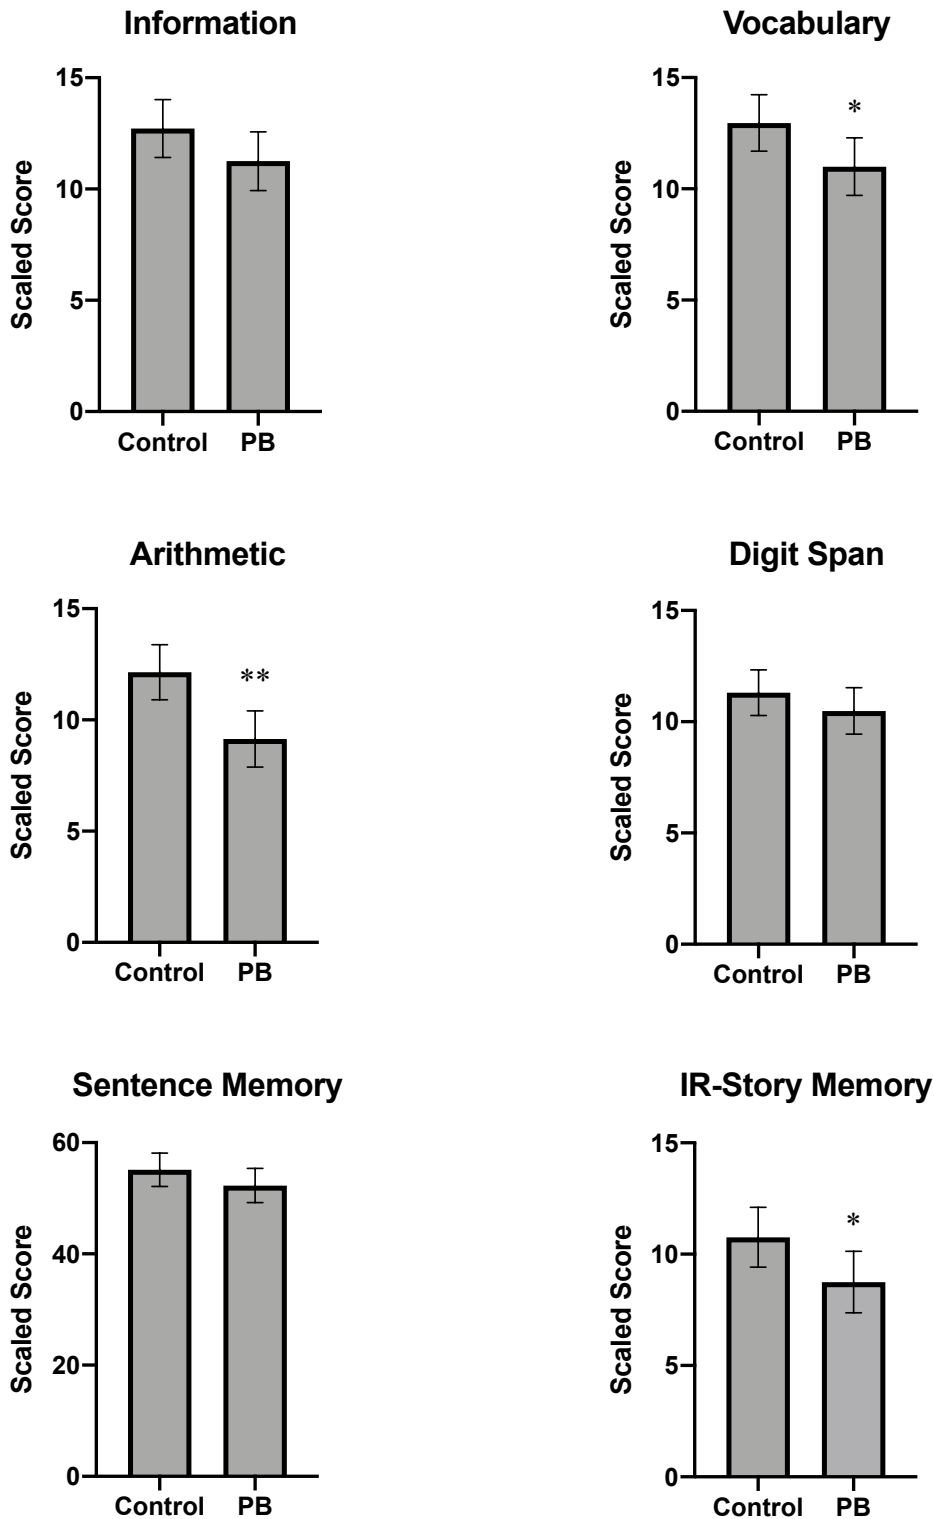 Information
Scaled Score
15
10
5
0
Control PB
Vocabulary
Scaled Score
15
10
5
0
*
Control PB
Arithmetic
Scaled Score
15
10
5
0
**
Control PB
Digit Span
Scaled Score
15
10
5
0
Control PB
Sentence Memory
Scaled Score
60
40
20
0
Control PB
IR-Story Memory
Scaled Score
15
10
5
0
*
Control PB